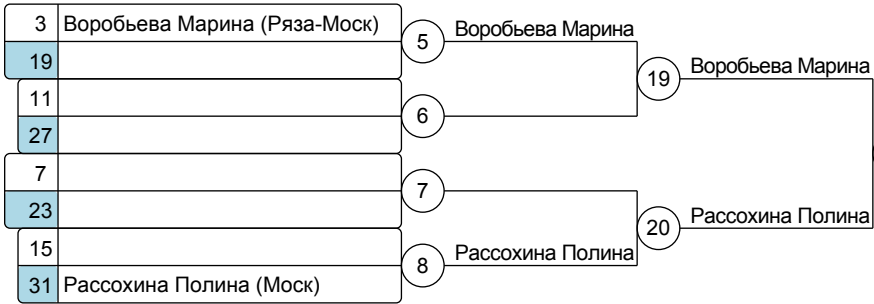 3 Воробьева Марина (Ряза-Моск)
19
11
27
7
23
15
31 Рассохина Полина (Моск)
5 Воробьева Марина
6
7
8 Рассохина Полина
19 Воробьева Марина
20 Рассохина Полина